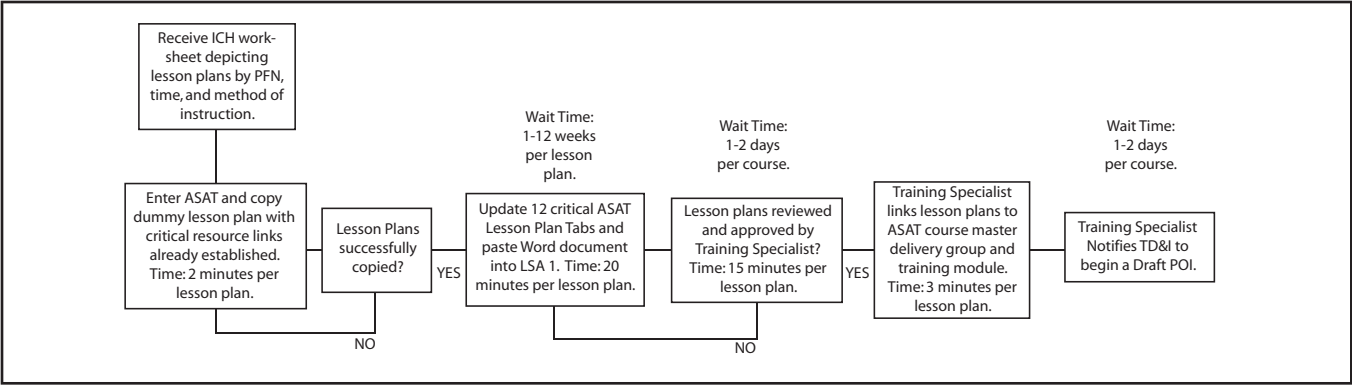 Receive ICH work-
sheet depicting
lesson plans by PFN,
time, and method of
instruction.
Enter ASAT and copy
dummy lesson plan with
critical resource links
already established.
Time: 2 minutes per
lesson plan.
NO
Lesson Plans
successfully
copied?
YES
Wait Time:
1-12 weeks
per lesson
plan.
Update 12 critical ASAT
Lesson Plan Tabs and
paste Word document
into LSA 1. Time: 20
minutes per lesson plan.
Wait Time:
1-2 days
per course.
Lesson plans reviewed
and approved by
Training Specialist?
Time: 15 minutes per
lesson plan.
NO
YES
Training Specialist
links lesson plans to
ASAT course master
delivery group and
training module.
Time: 3 minutes per
lesson plan.
Wait Time:
1-2 days
per course.
Training Specialist
Notifies TD&I to
begin a Draft POI.